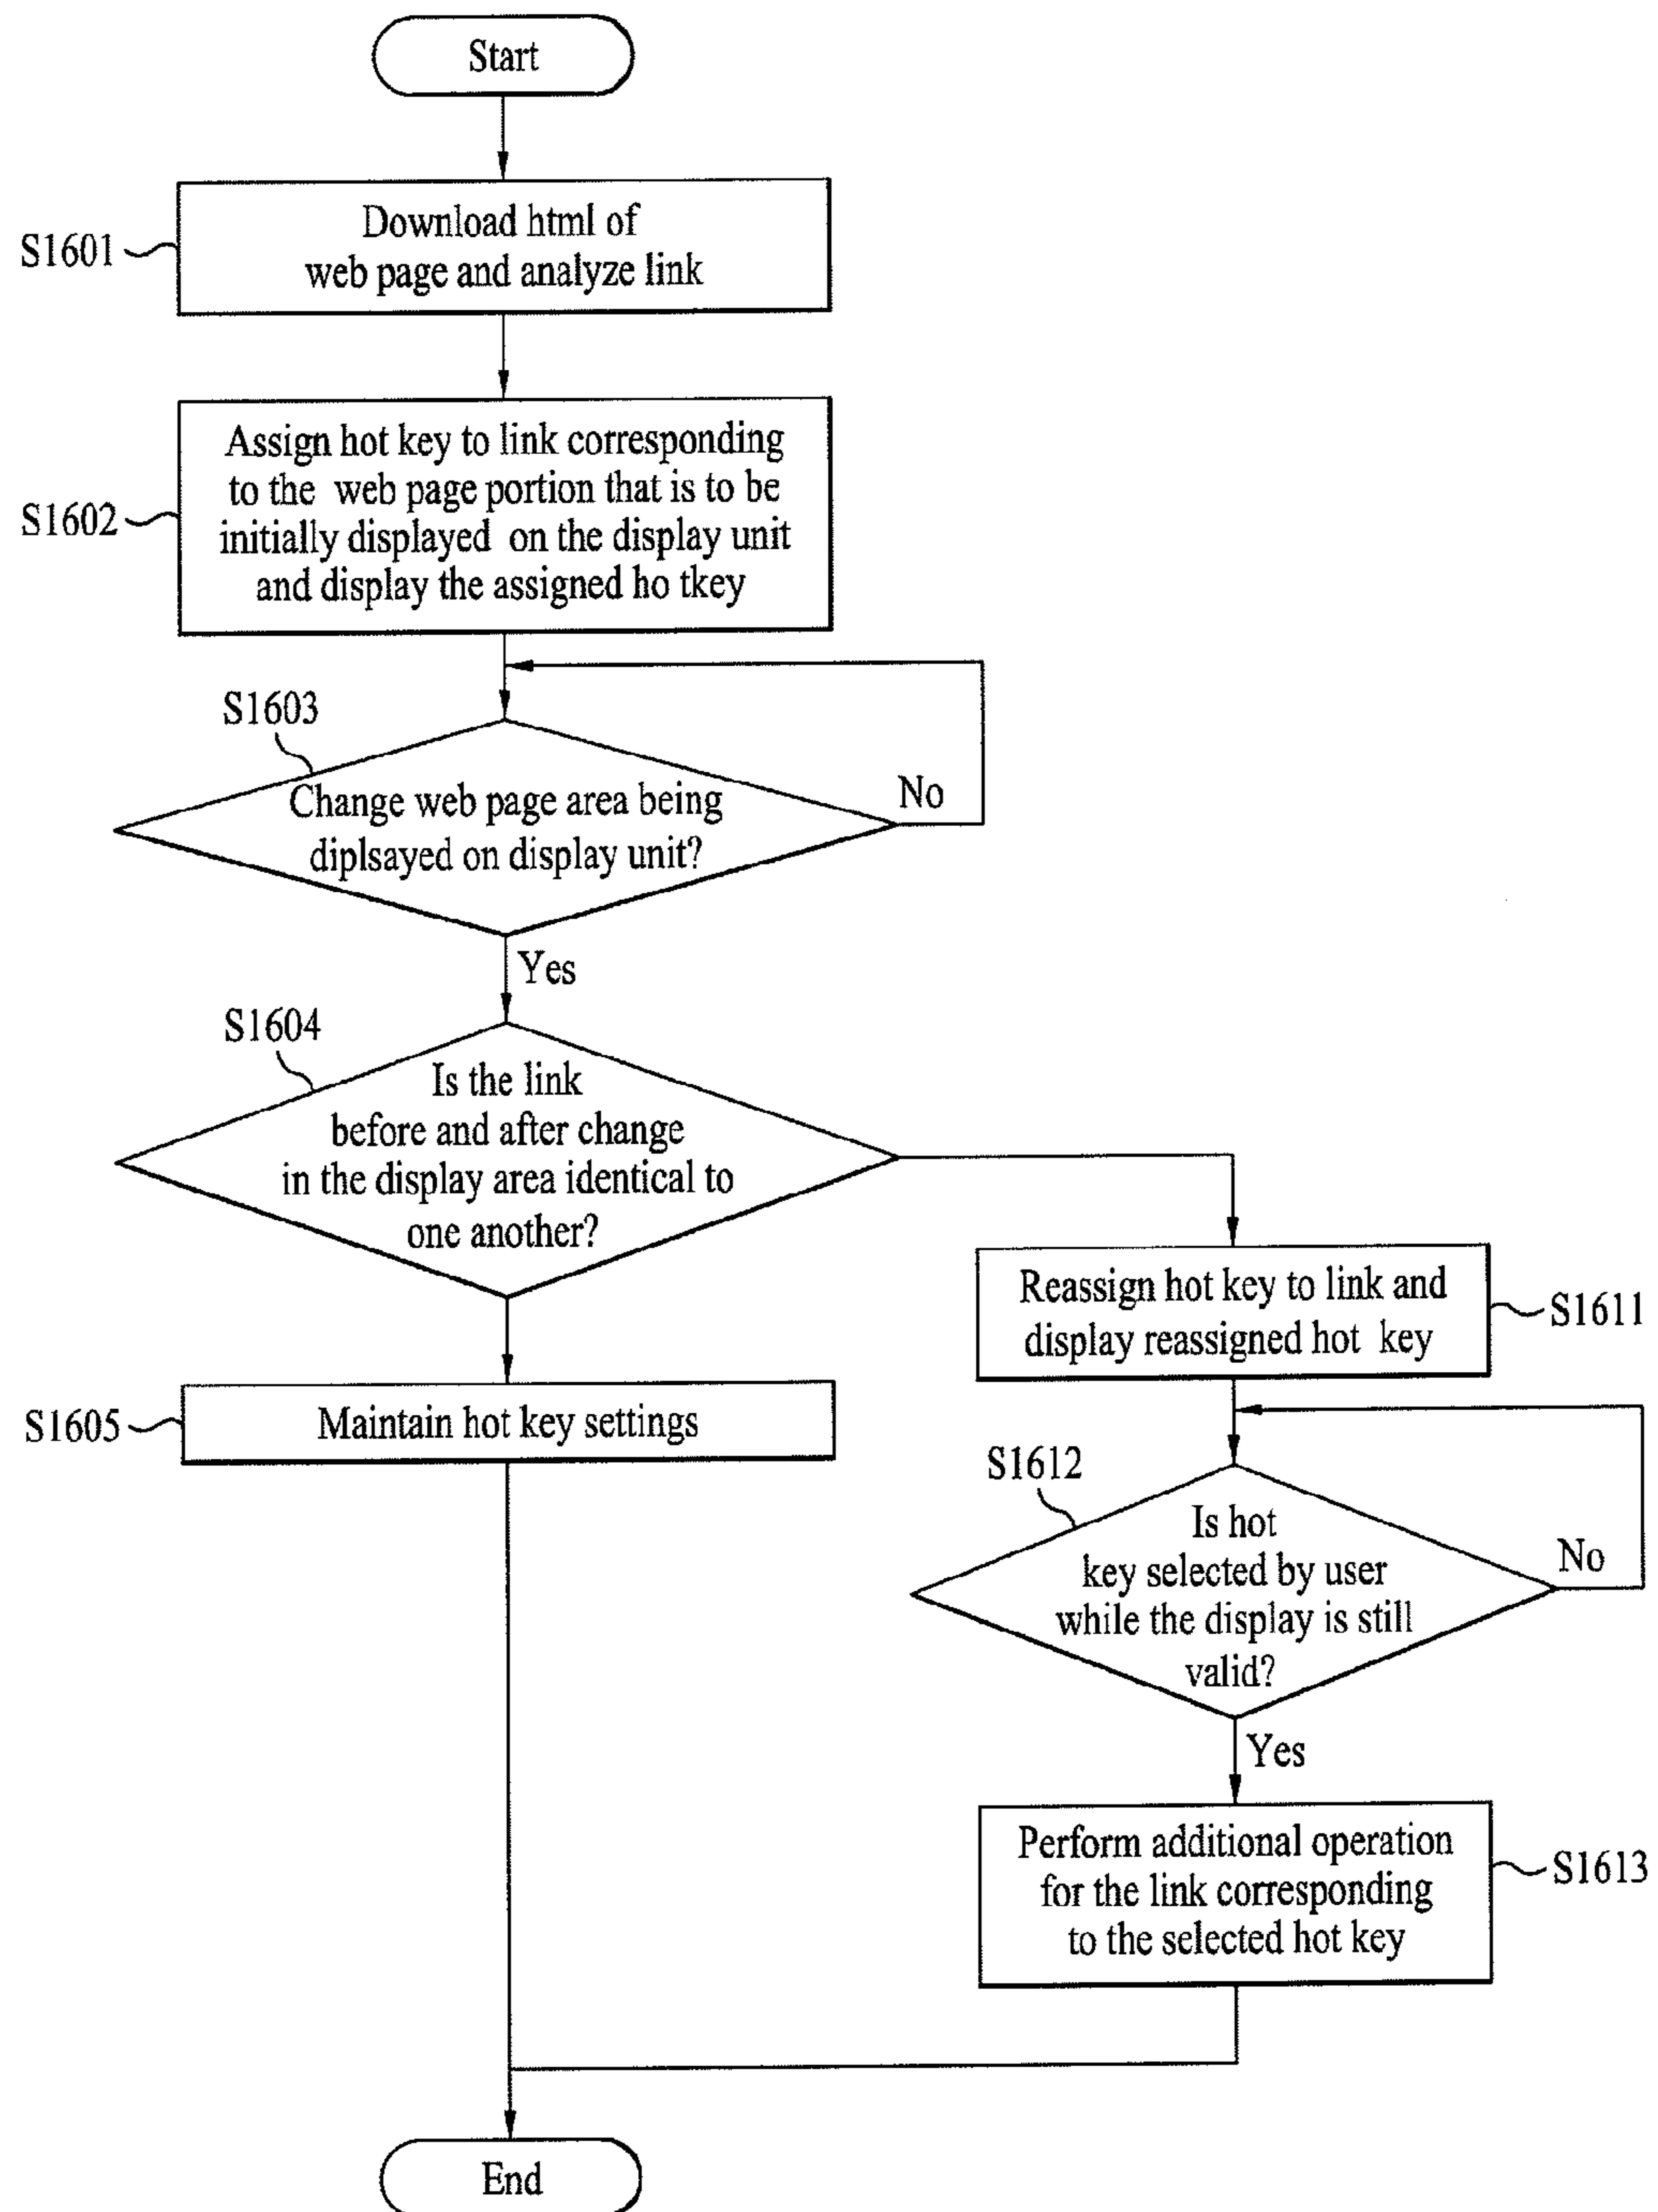 Start
S1601
Download html of
web page and analyze link
S1602
Assign hot key to link corresponding
to the web page portion that is to be
initially displayed on the display unit
and display the assigned ho tkey
S1603
Change web page area being
diplsayed on display unit?
No
Yes
S1604
Is the link
before and after change
in the display area identical to
one another?
S1605
Maintain hot key settings
Reassign hot key to link and
display reassigned hot key
S1611
S1612
Is hot
key selected by user
while the display is still
valid?
No
Yes
Perform additional operation
for the link corresponding
to the selected hot key
S1613
End